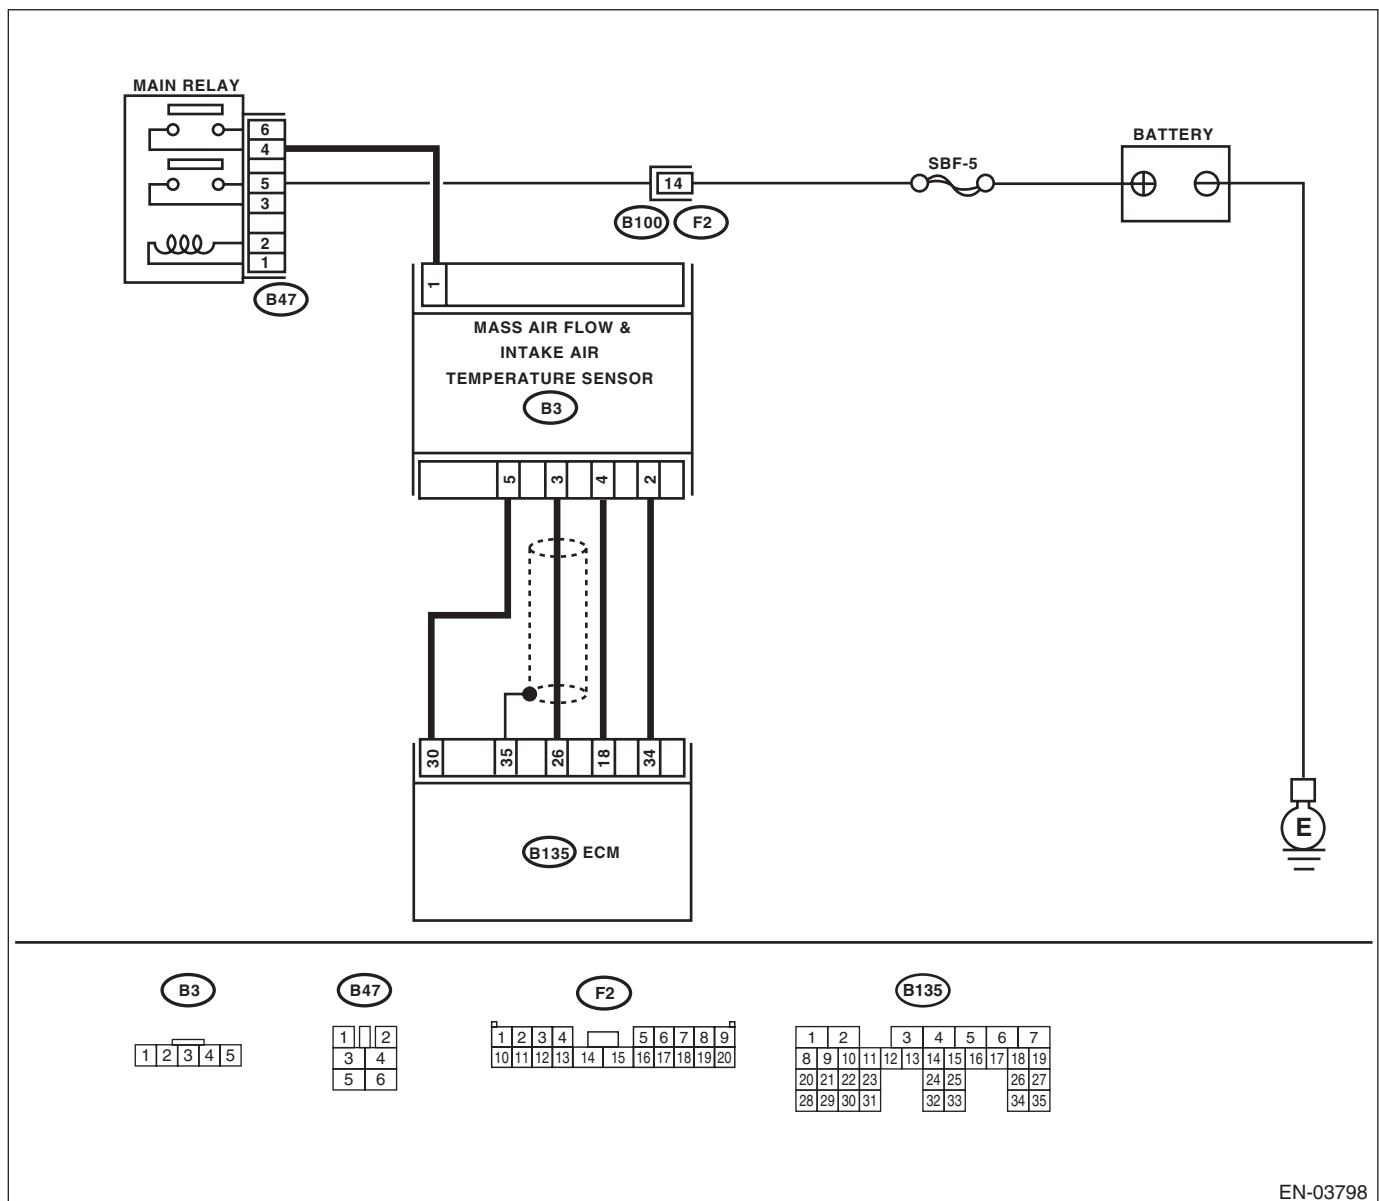 MAIN RELAY
6
4
5
3
2
1
B47
14
B100 F2
SBF-5
BATTERY
1
MASS AIR FLOW &
INTAKE AIR
TEMPERATURE SENSOR
B3
5 3 4 2
30 35 26 18 34
B135 ECM
E
B3
1 2 3 4 5
B47
1 2
3 4
5 6
F2
1 2 3 4 5 6 7 8 9
10 11 12 13 14 15 16 17 18 19 20
B135
1 2 3 4 5 6 7
8 9 10 11 12 13 14 15 16 17 18 19
20 21 22 23 24 25 26 27
28 29 30 31 32 33 34 35
EN-03798